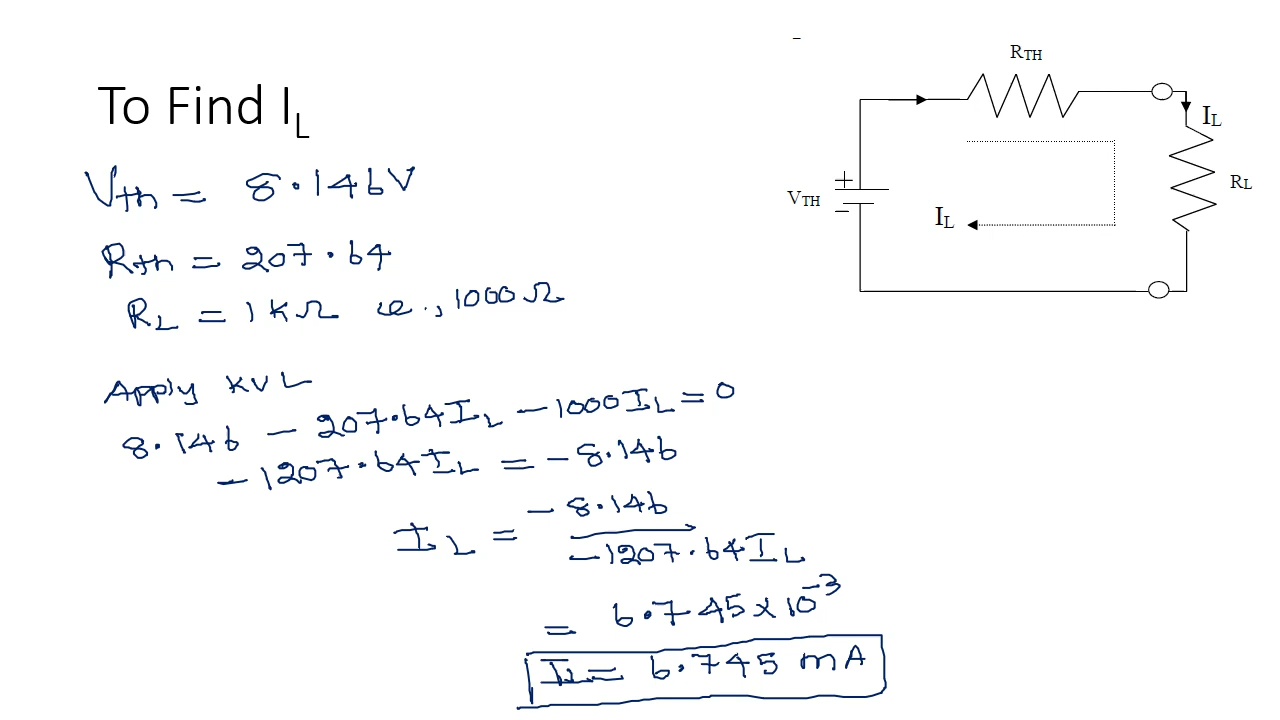 To Find IL
Vth = 8.146V
Rth = 207.64
RL = 1KΩ ie., 1000Ω
Apply KVL
8.146 - 207.64IL - 1000IL = 0
- 1207.64IL = - 8.146
IL = - 8.146
- 1207.64IL
= 6.745 x 10-3
IL = 6.745 mA
RTH
IL
RL
VTH
+
-
IL